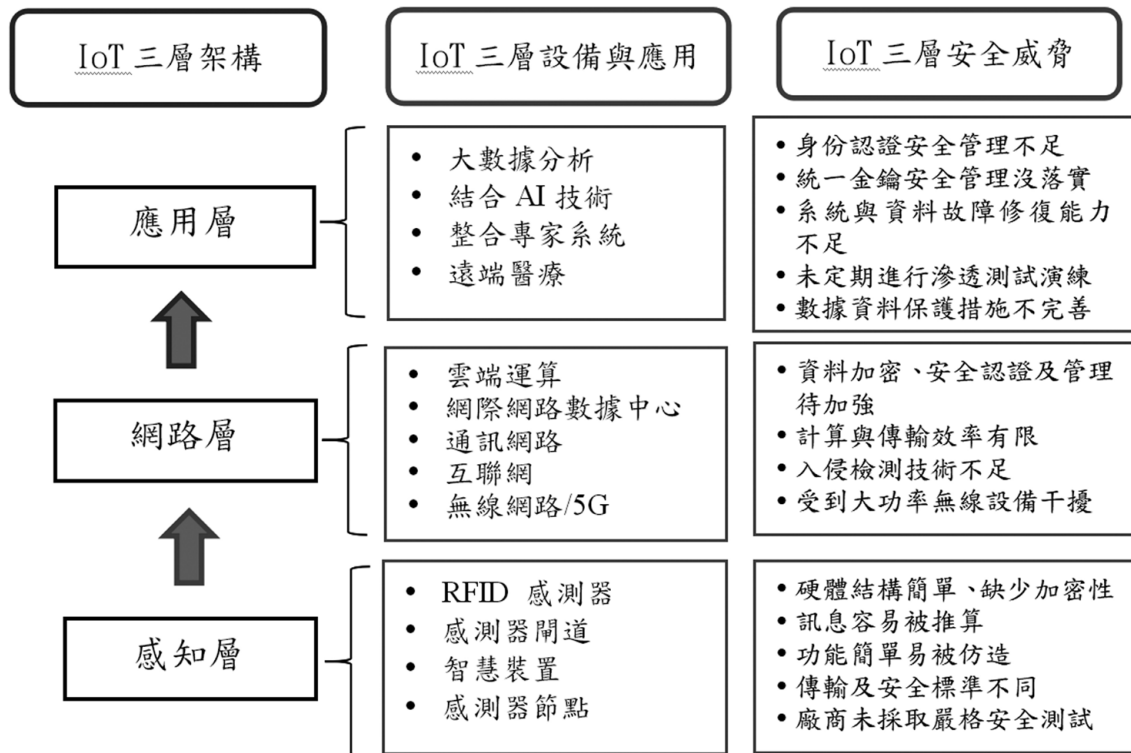 IoT 三層架構
IoT 三層設備與應用
IoT 三層安全威脅
應用層
• 大數據分析
• 結合 AI 技術
• 整合專家系統
• 遠端醫療
• 身份認證安全管理不足
• 統一金鑰安全管理沒落實
• 系統與資料故障修復能力
不足
• 未定期進行滲透測試演練
• 數據資料保護措施不完善
網路層
• 雲端運算
• 網際網路數據中心
• 通訊網路
• 互聯網
• 無線網路/5G
• 資料加密、安全認證及管理
待加強
• 計算與傳輸效率有限
• 入侵檢測技術不足
• 受到大功率無線設備干擾
感知層
• RFID 感測器
• 感測器閘道
• 智慧裝置
• 感測器節點
• 硬體結構簡單、缺少加密性
• 訊息容易被推算
• 功能簡單易被仿造
• 傳輸及安全標準不同
• 廠商未採取嚴格安全測試